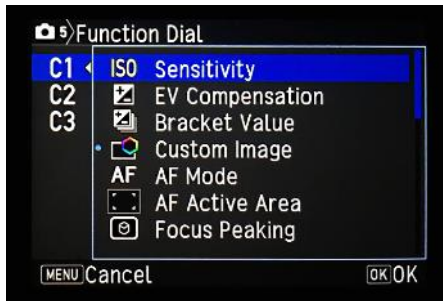 5 Function Dial
C1 ISO Sensitivity
C2 EV Compensation
C3 Bracket Value
Custom Image
AF AF Mode
AF Active Area
Focus Peaking
MENU Cancel OK OK